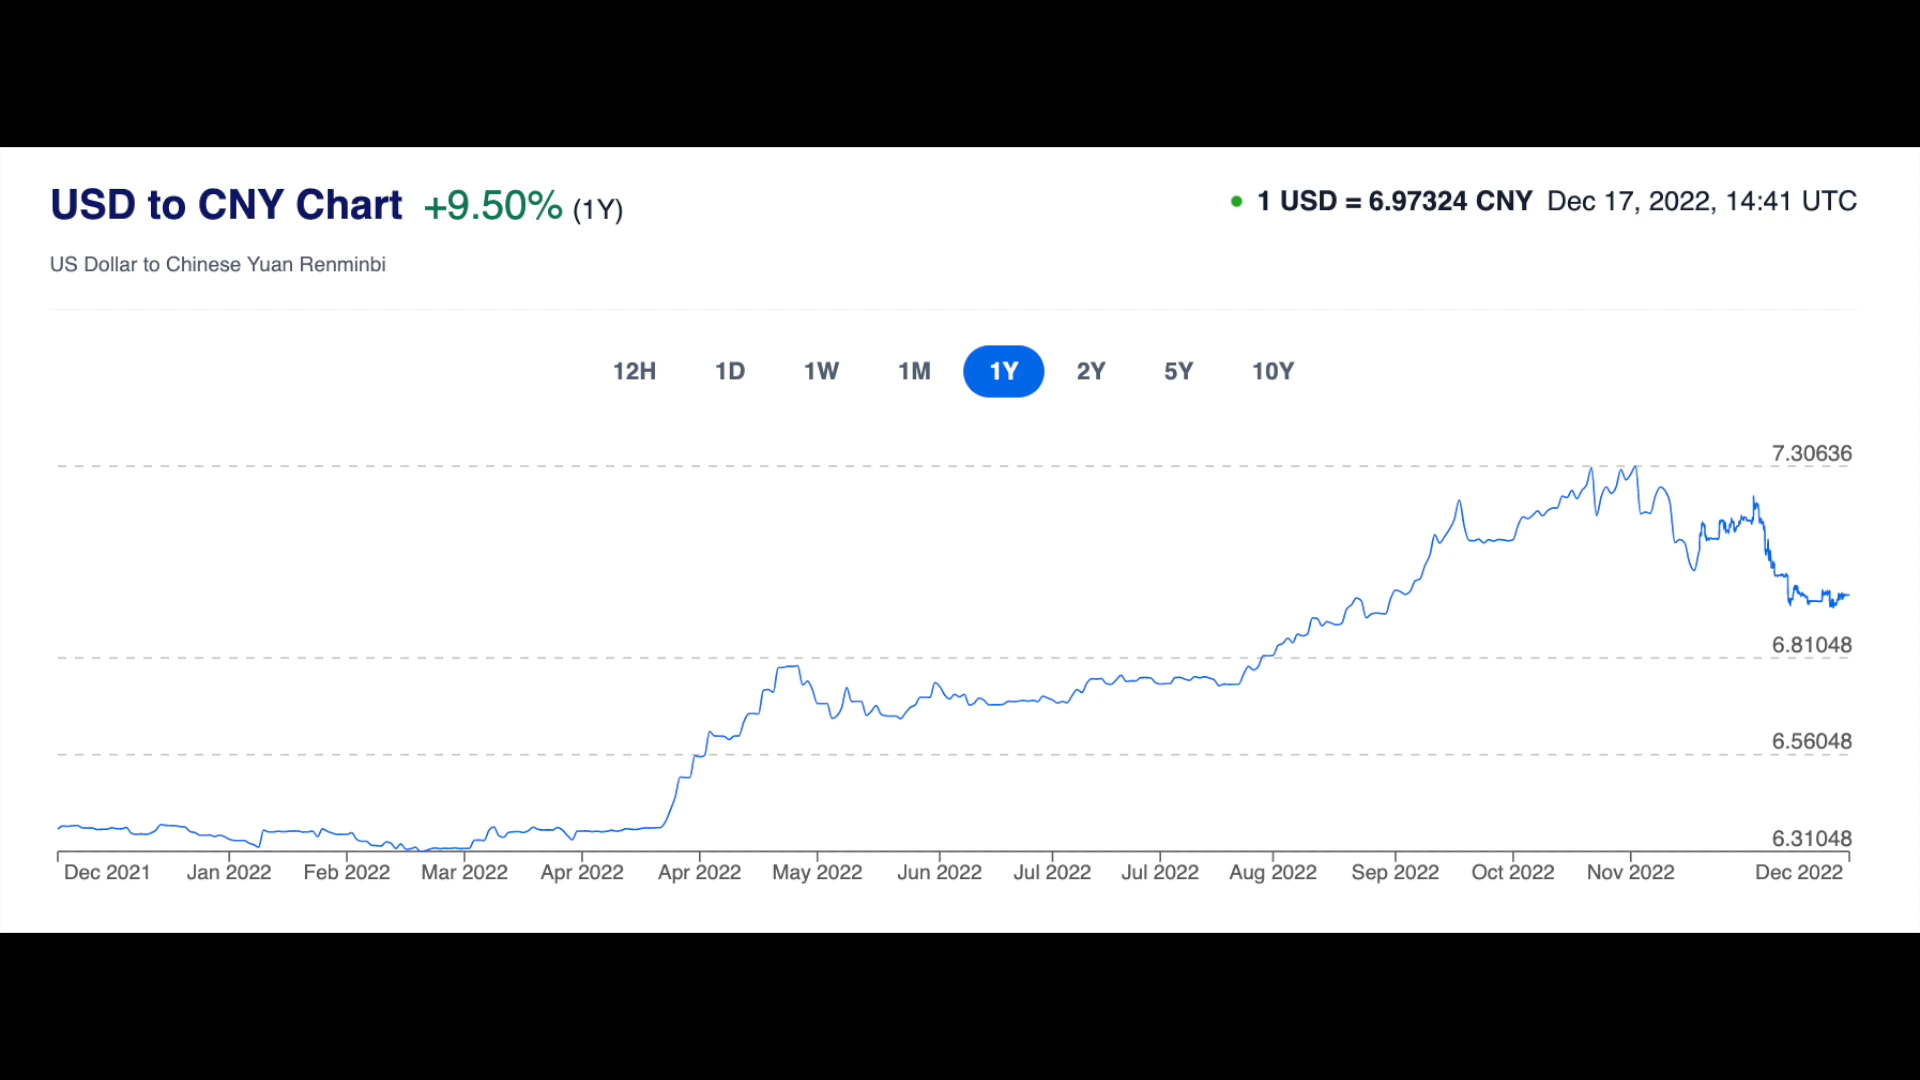 USD to CNY Chart +9.50% (1Y)
1 USD = 6.97324 CNY Dec 17, 2022, 14:41 UTC
US Dollar to Chinese Yuan Renminbi
12H 1D 1W 1M 1Y 2Y 5Y 10Y
7.30636
6.81048
6.56048
6.31048
Dec 2021 Jan 2022 Feb 2022 Mar 2022 Apr 2022 Apr 2022 May 2022 Jun 2022 Jul 2022 Jul 2022 Aug 2022 Sep 2022 Oct 2022 Nov 2022 Dec 2022